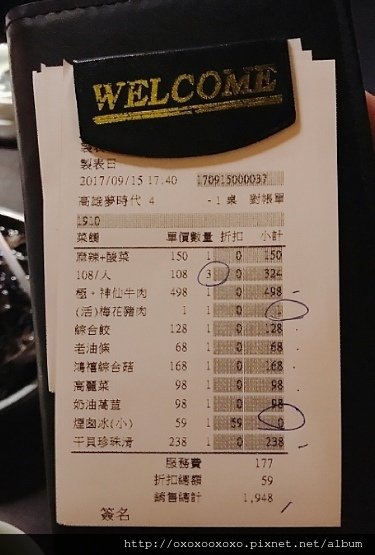 WELCOME
製表日
2017/09/15 17.40 170915000037
高雄夢時代 4 -1 桌 對帳單
1910
菜餚 單價數量 折扣 小計
麻辣+酸菜 150 1 0 150
108/人 108 3 0 324
極。神仙牛肉 498 1 0 498
(活)梅花豬肉 1 1 0
綜合餃 128 1 0 128
老油條 68 1 0 68
鴻禧綜合菇 168 1 0 168
高麗菜 98 1 0 98
奶油萵苣 98 1 0 98
煙囪冰(小) 59 1 59 0
干貝珍珠滑 238 1 0 238
服務費 177
折扣總額 59
銷售總計 1,948
簽名
http://oxoxooxoxo.pixnet.net/album